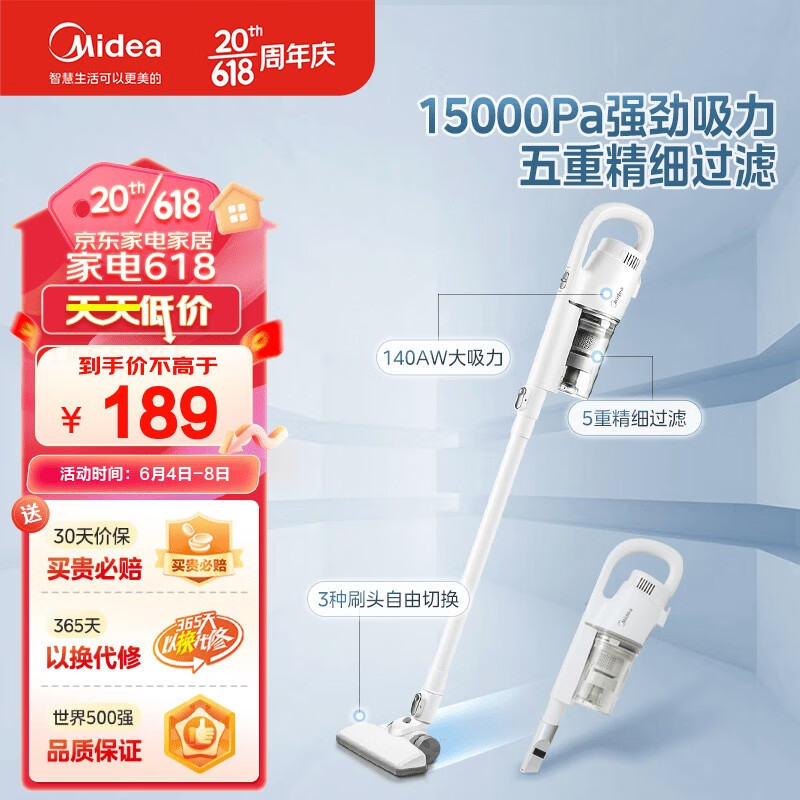 Midea
智慧生活可以更美的
20th
618
周年庆
15000Pa强劲吸力
五重精细过滤
20th/618
京东家电家居
家电618
天天低价
到手价不高于
¥ 189
活动时间：6月4日-8日
送
30天价保
买贵必赔
买贵必赔
365天
以换代修
365天
以换代修
世界500强
品质保证
140AW大吸力
5重精细过滤
3种刷头自由切换
Midea
Midea